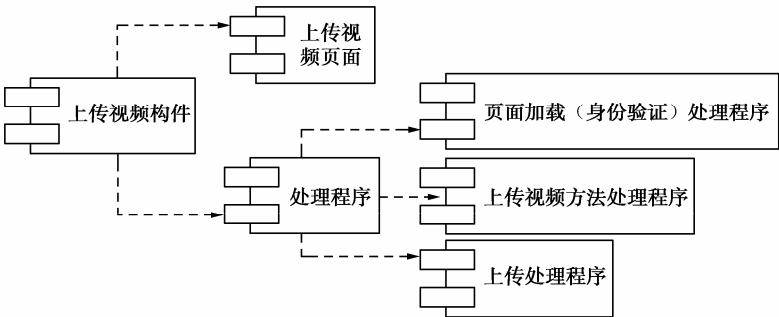 上传视
频页面
上传视频构件
页面加载（身份验证）处理程序
处理程序
上传视频方法处理程序
上传处理程序